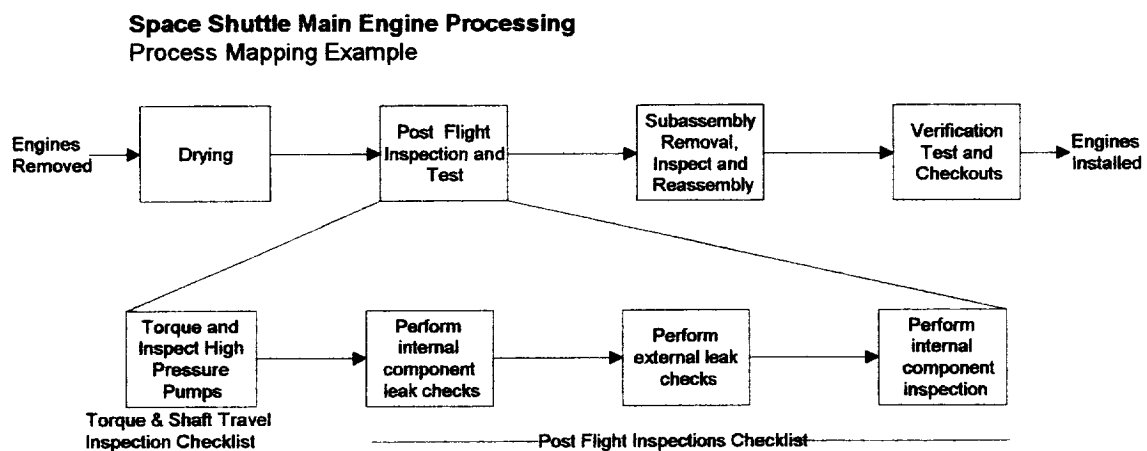 Space Shuttle Main Engine Processing
Process Mapping Example
Engines
Removed
Drying
Post Flight
Inspection and
Test
Subassembly
Removal,
Inspect and
Reassembly
Verification
Test and
Checkouts
Engines
Installed
Torque and
Inspect High
Pressure
Pumps
Perform
internal
component
leak checks
Perform
external leak
checks
Perform
internal
component
inspection
Torque & Shaft Travel
Inspection Checklist
Post Flight Inspections Checklist